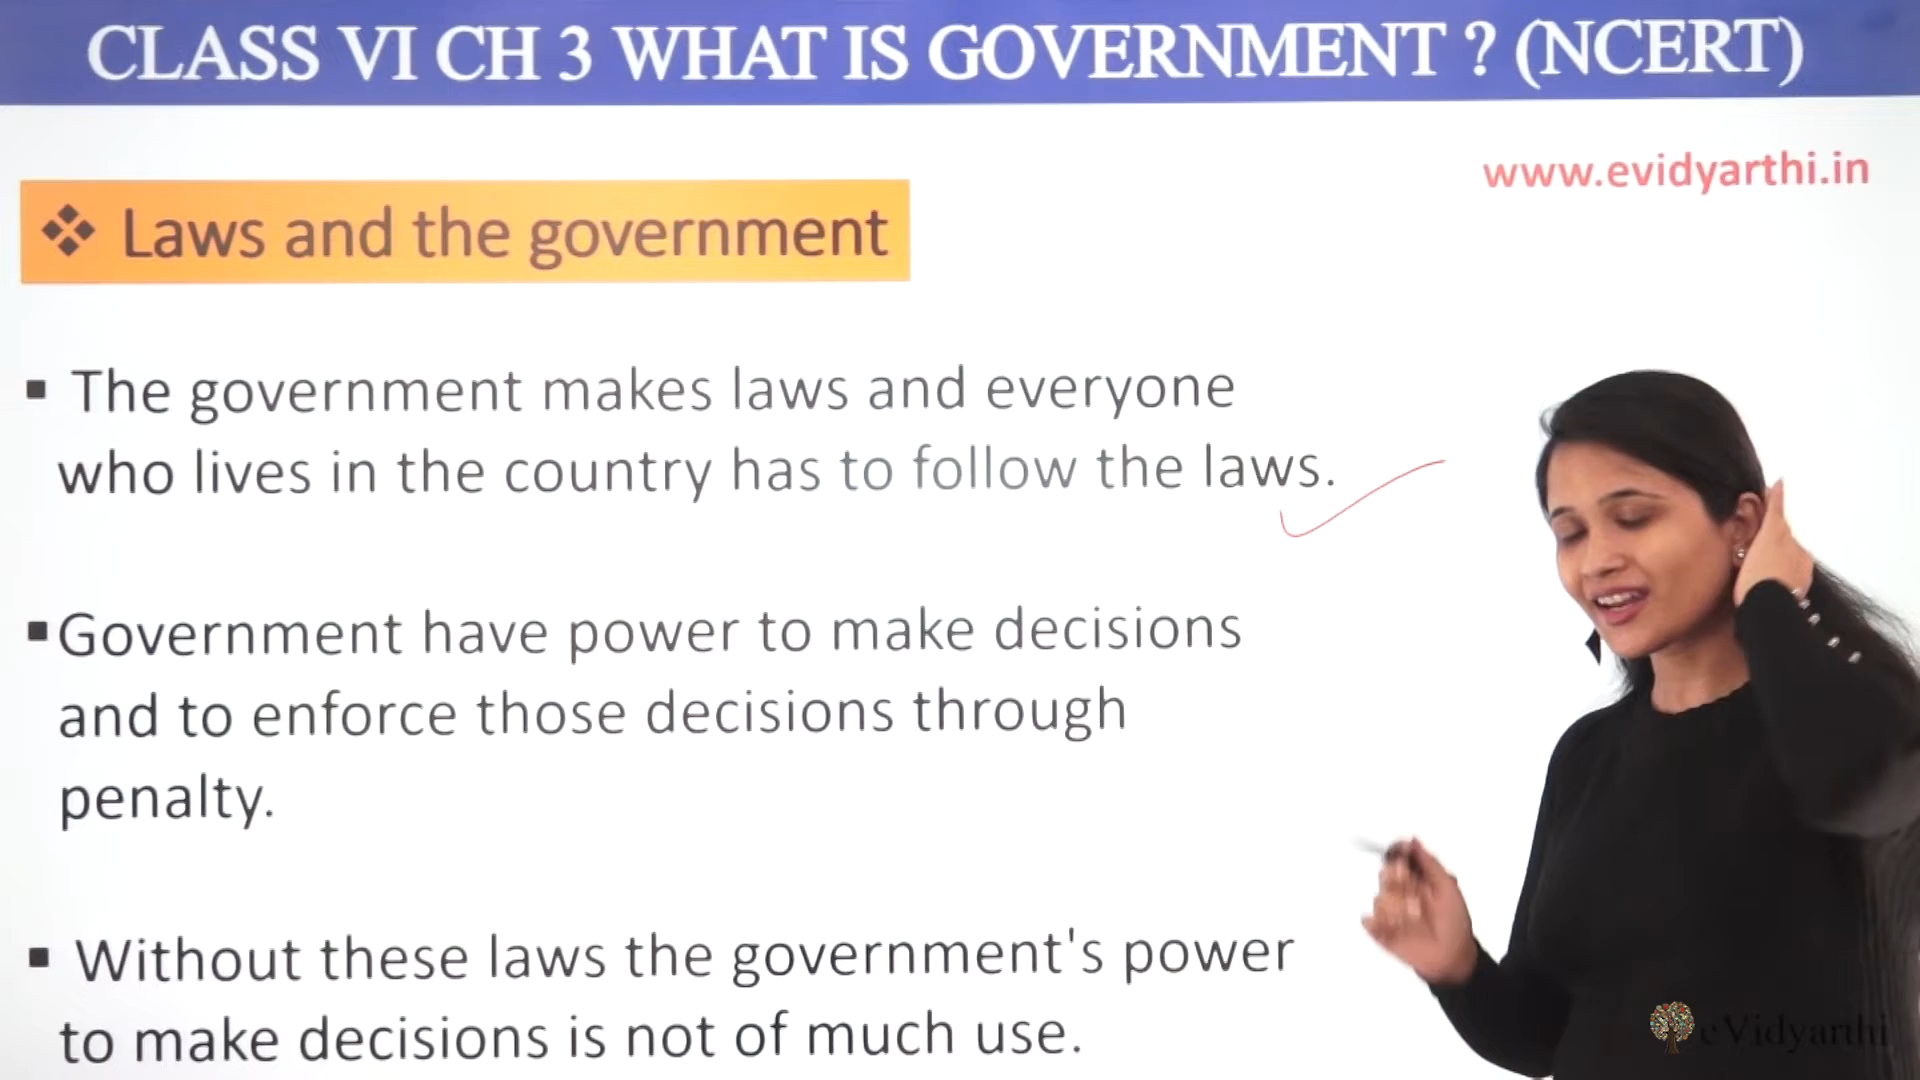 CLASS VI CH 3 WHAT IS GOVERNMENT ? (NCERT)
www.evidyarthi.in
Laws and the government
The government makes laws and everyone
who lives in the country has to follow the laws.
Government have power to make decisions
and to enforce those decisions through
penalty.
Without these laws the government's power
to make decisions is not of much use.
eVidyarthi